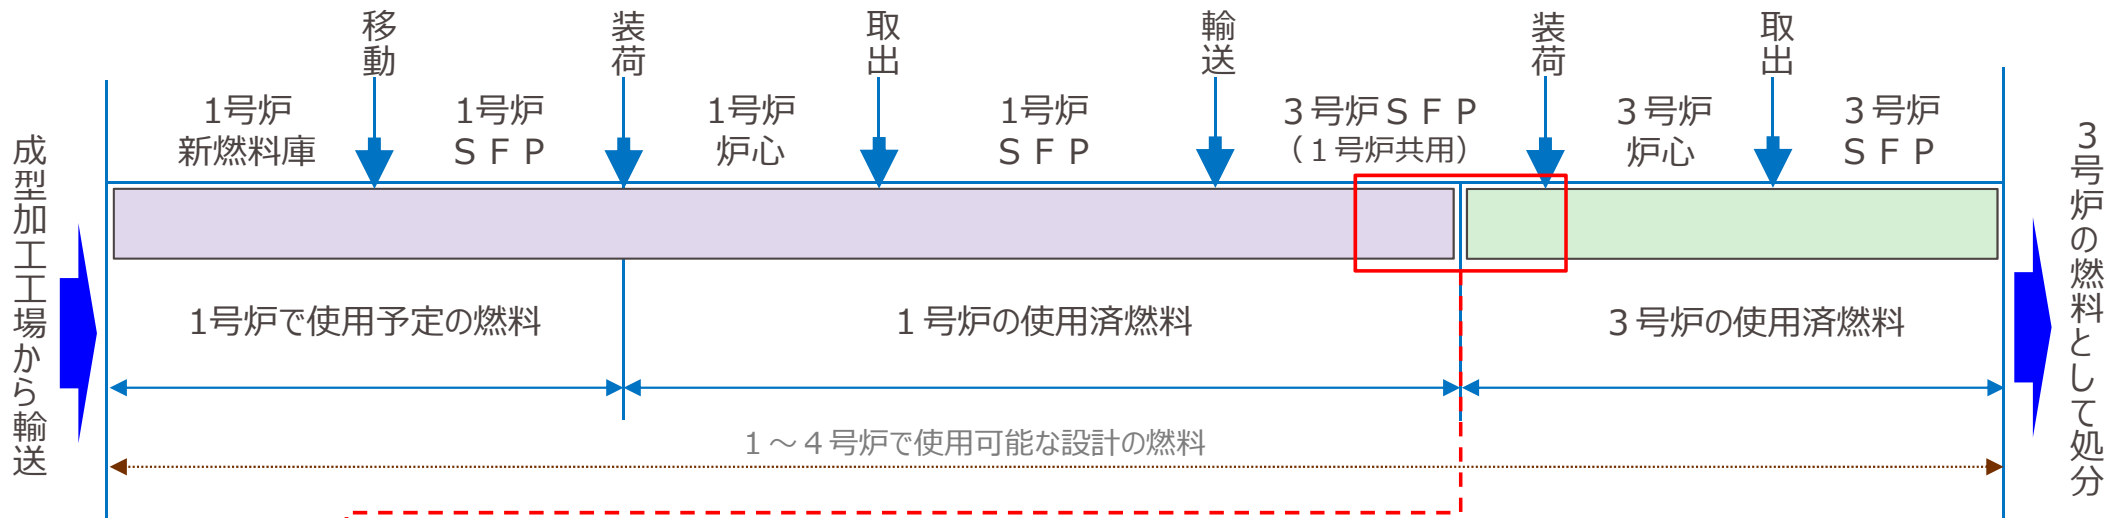 移動
装荷
取出
輸送
装荷
取出
1号炉
新燃料庫
1号炉
ＳＦＰ
1号炉
炉心
1号炉
ＳＦＰ
３号炉ＳＦＰ
（１号炉共用）
３号炉
炉心
３号炉
ＳＦＰ
成型加工工場から輸送
３号炉の燃料として処分
1号炉で使用予定の燃料
１号炉の使用済燃料
３号炉の使用済燃料
１～４号炉で使用可能な設計の燃料